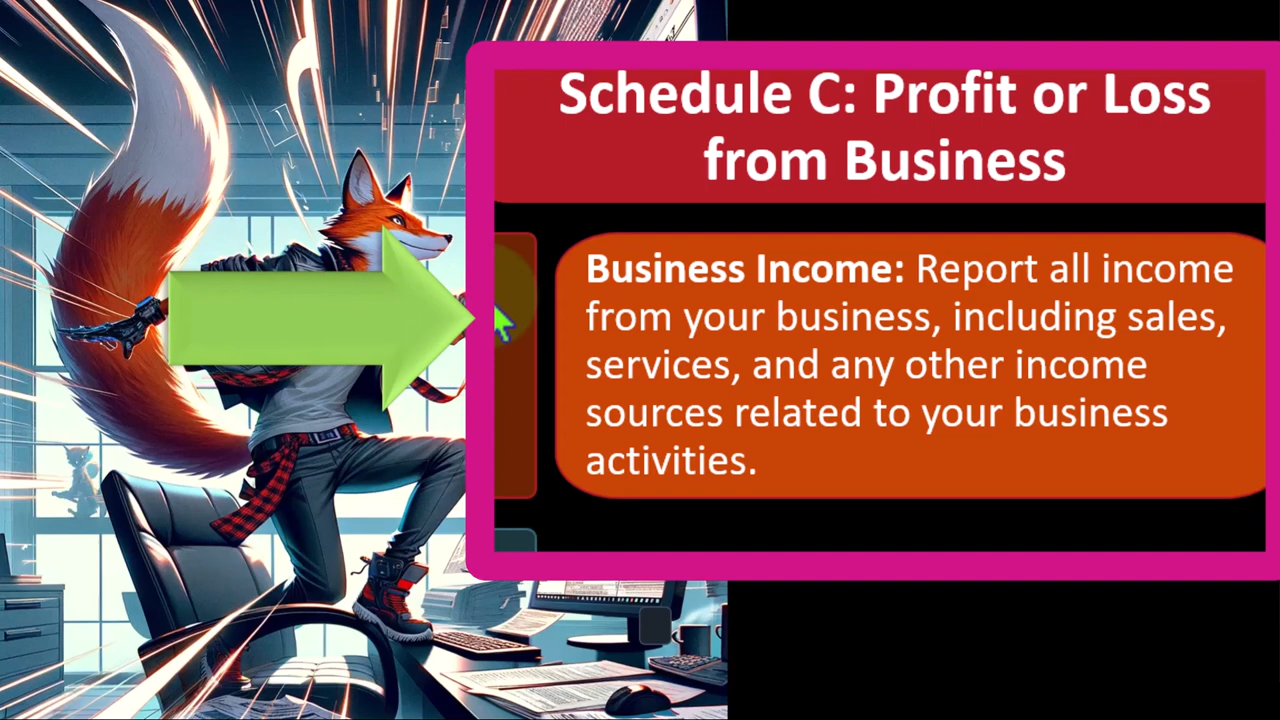 Schedule C: Profit or Loss
from Business
Business Income: Report all income
from your business, including sales,
services, and any other income
sources related to your business
activities.